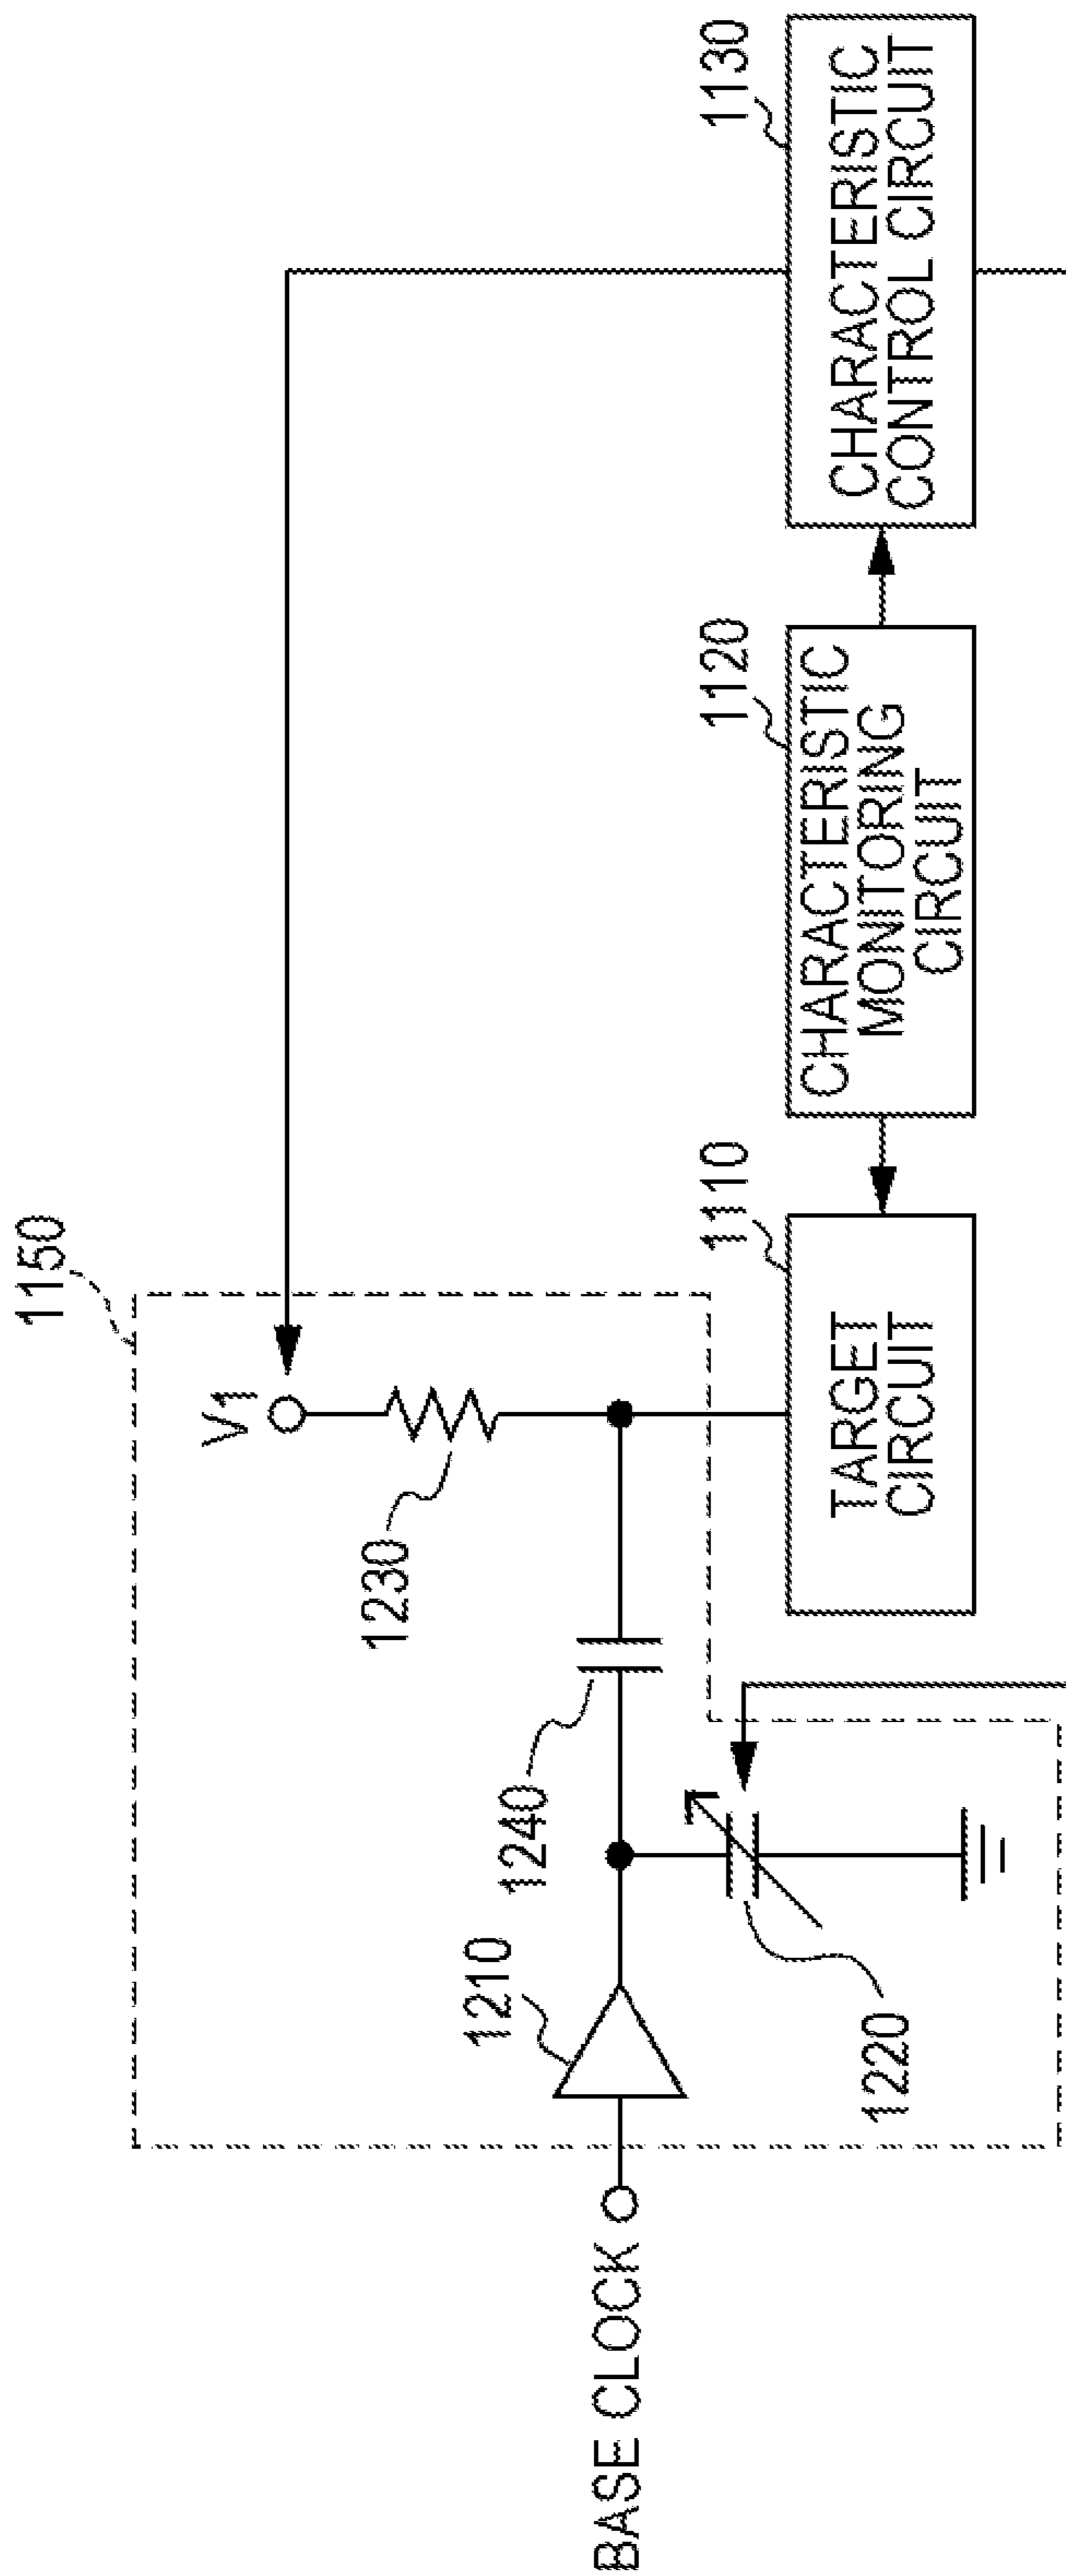 1150
V1
1230
1240
1210
BASE CLOCK
1220
1110
TARGET
CIRCUIT
1120
CHARACTERISTIC
MONITORING
CIRCUIT
1130
CHARACTERISTIC
CONTROL CIRCUIT